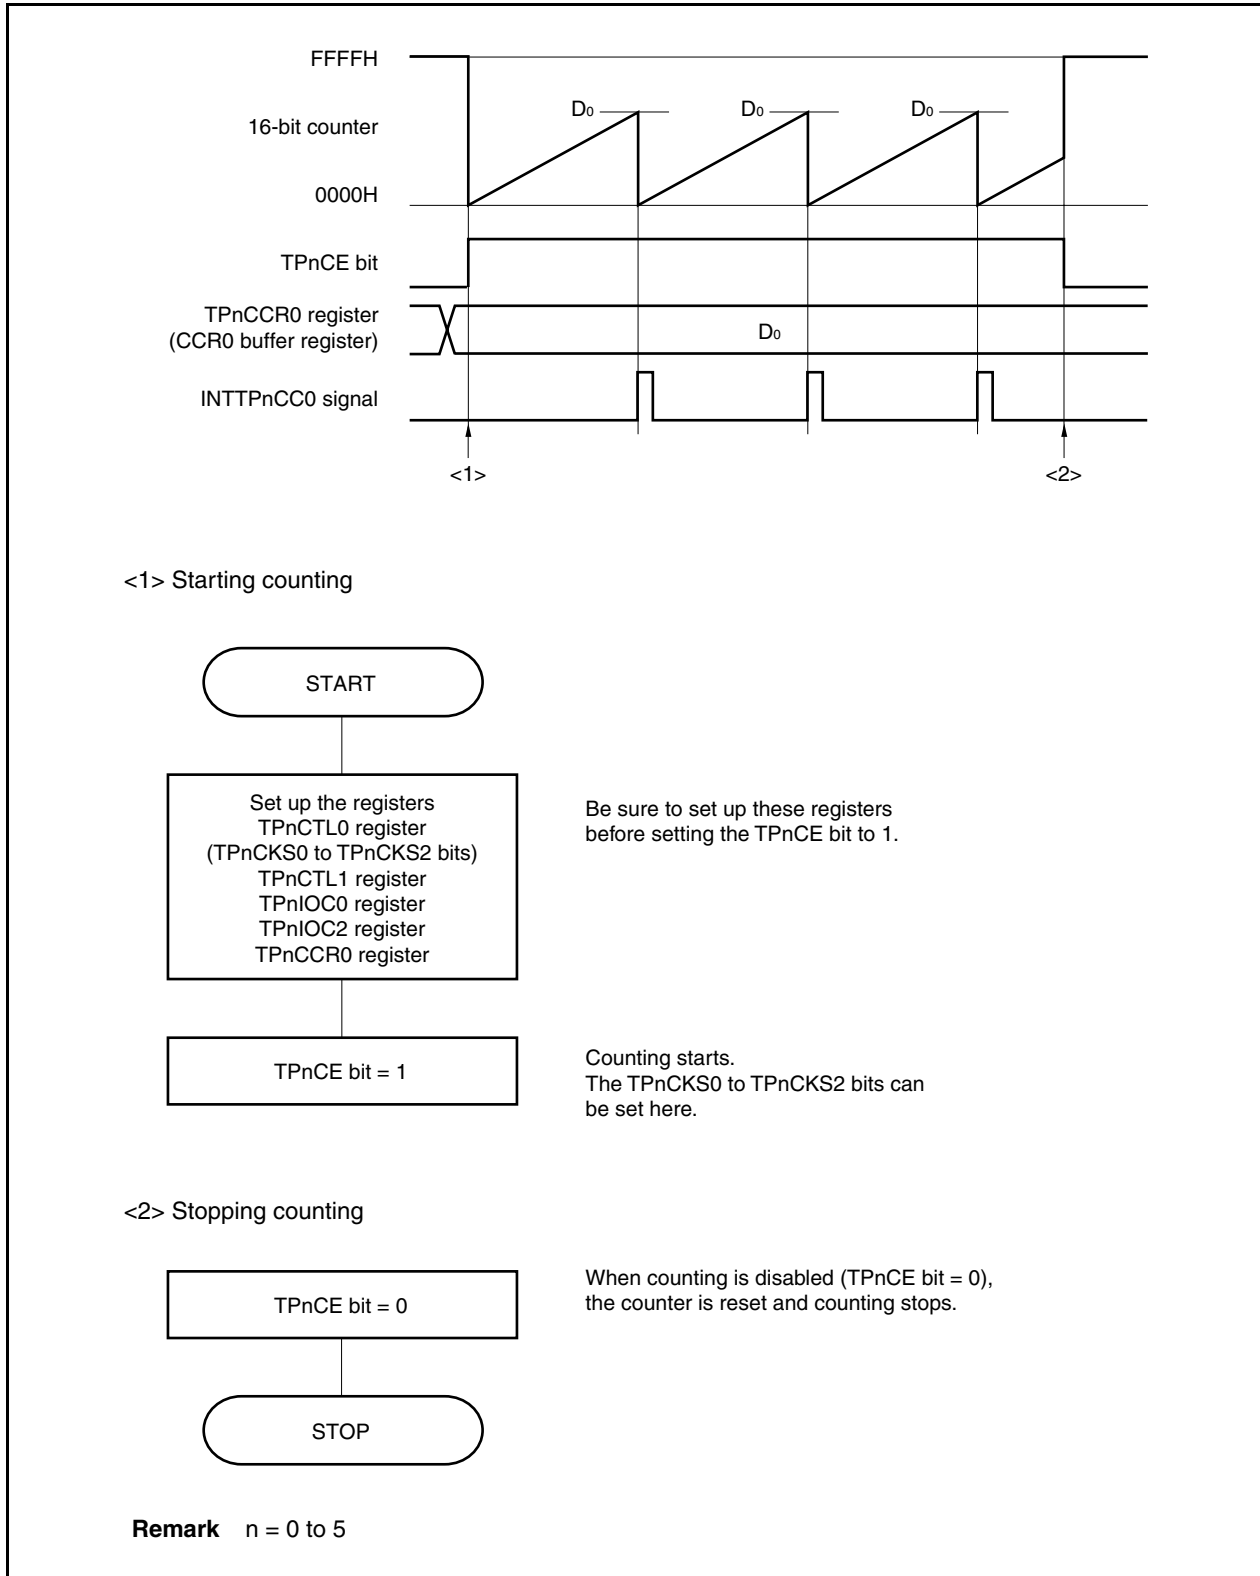 FFFFH
16-bit counter
D0
D0
D0
0000H
TPnCE bit
TPnCCR0 register
(CCR0 buffer register)
D0
INTTPnCC0 signal
<1>
<2>
<1> Starting counting
START
Set up the registers
TPnCTL0 register
(TPnCKS0 to TPnCKS2 bits)
TPnCTL1 register
TPnIOC0 register
TPnIOC2 register
TPnCCR0 register
Be sure to set up these registers
before setting the TPnCE bit to 1.
TPnCE bit = 1
Counting starts.
The TPnCKS0 to TPnCKS2 bits can
be set here.
<2> Stopping counting
TPnCE bit = 0
When counting is disabled (TPnCE bit = 0),
the counter is reset and counting stops.
STOP
Remark n = 0 to 5